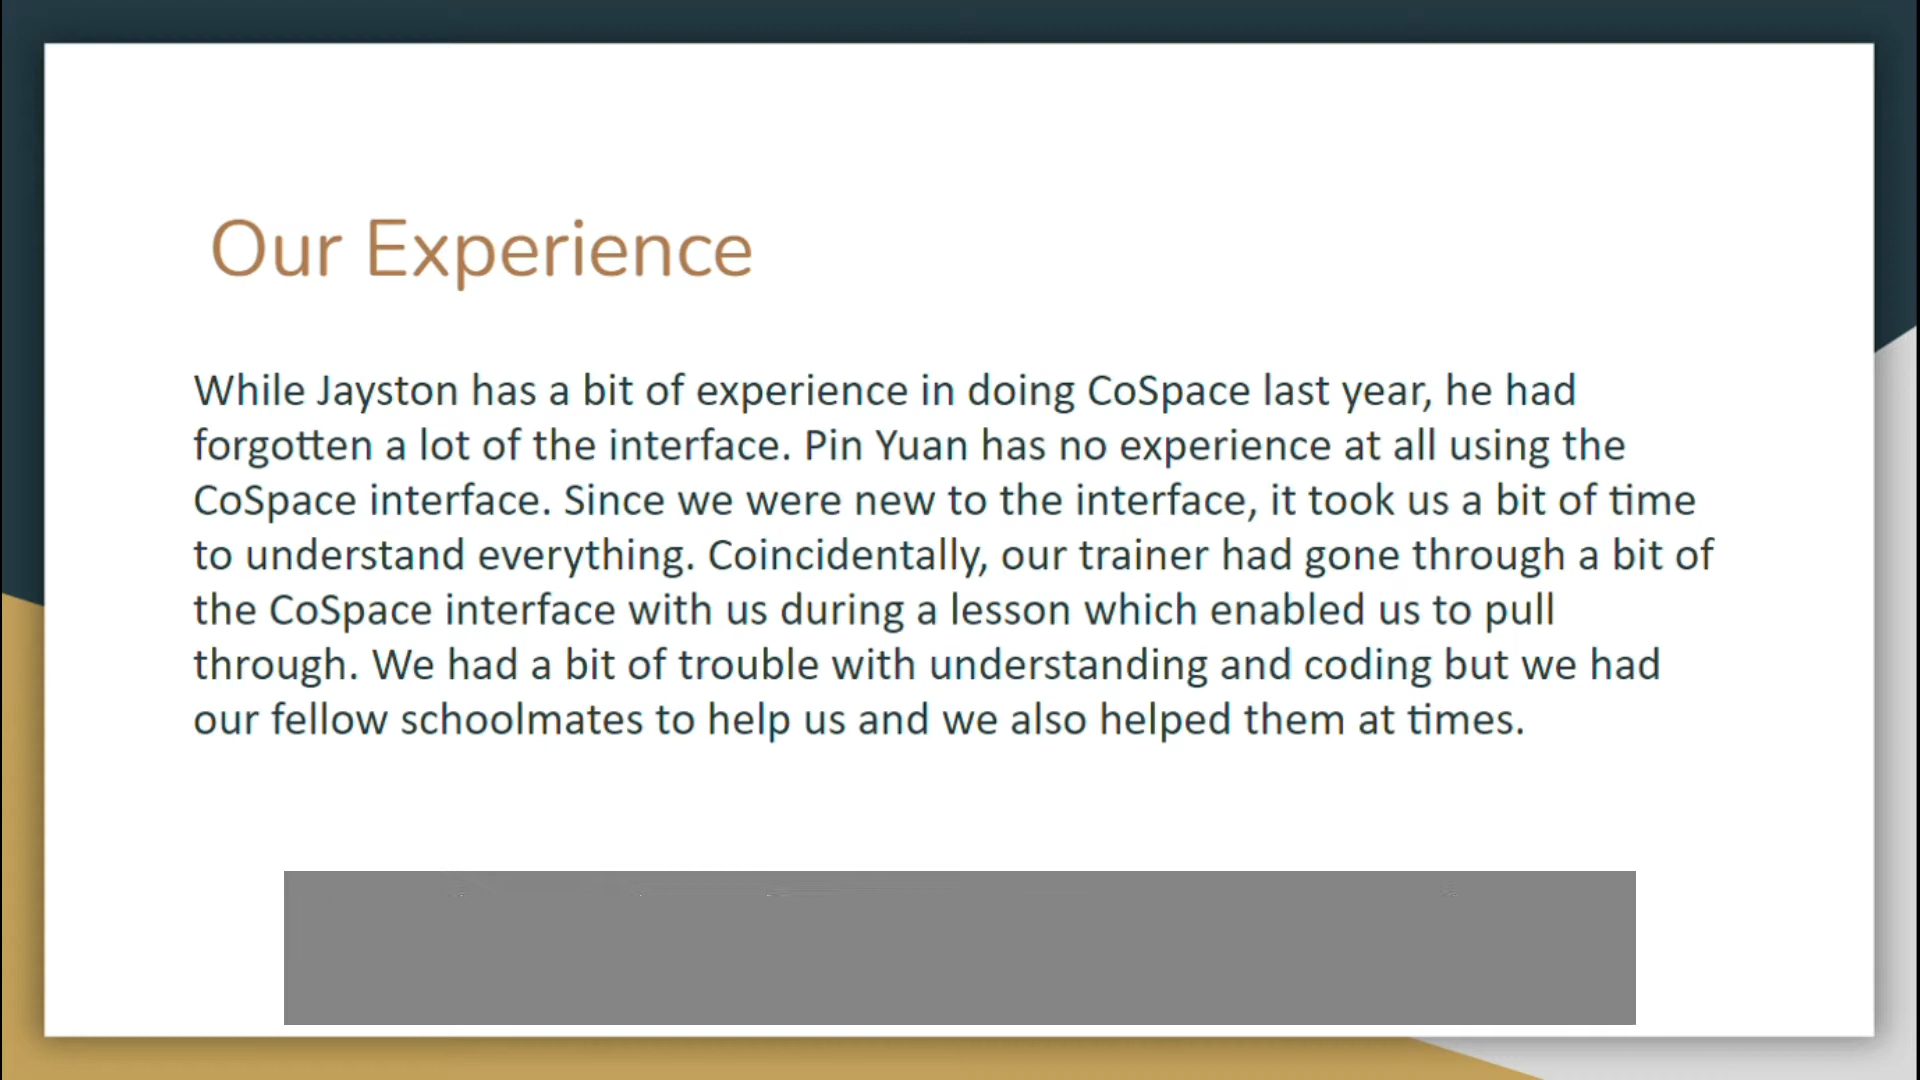 Our Experience
While Jayston has a bit of experience in doing CoSpace last year, he had
forgotten a lot of the interface. Pin Yuan has no experience at all using the
CoSpace interface. Since we were new to the interface, it took us a bit of time
to understand everything. Coincidentally, our trainer had gone through a bit of
the CoSpace interface with us during a lesson which enabled us to pull
through. We had a bit of trouble with understanding and coding but we had
our fellow schoolmates to help us and we also helped them at times.